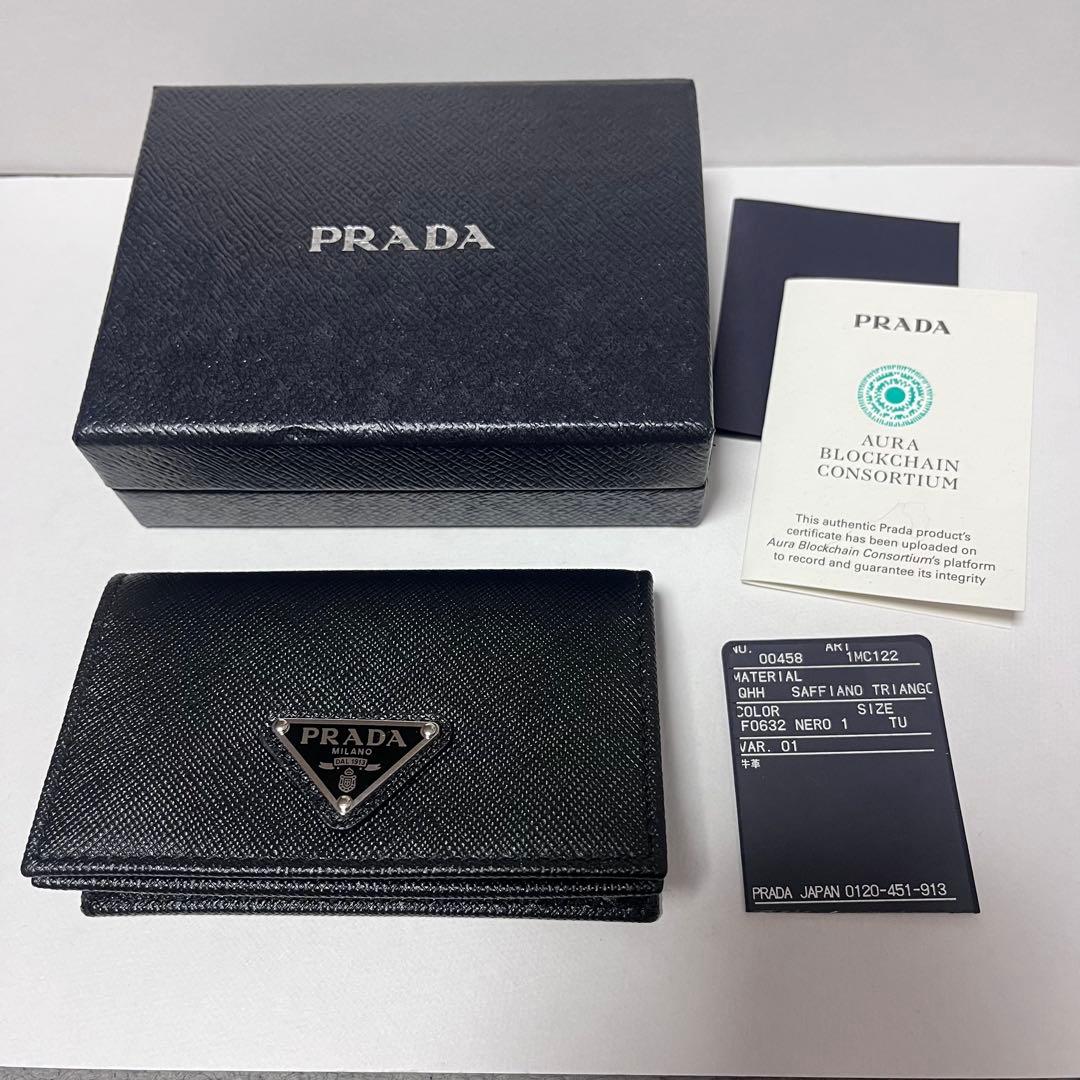 PRADA
PRADA
AURA
BLOCKCHAIN
CONSORTIUM
This authentic Prada product's
certificate has been uploaded on
Aura Blockchain Consortium's platform
to record and guarantee its integrity
PRADA
MILANO
DAL 1913
NO. ART
00458 1MC122
MATERIAL
QHH SAFFIANO TRIANGO
COLOR SIZE
F0632 NERO 1 TU
VAR. 01
牛革
PRADA JAPAN 0120-451-913